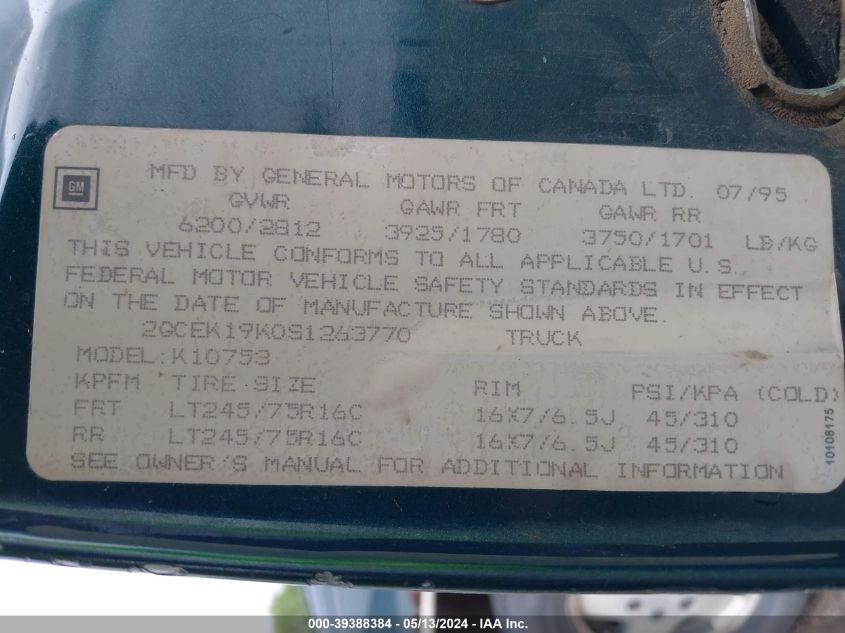 GM
MFD BY GENERAL MOTORS OF CANADA LTD. 07/95
GVWR GAWR FRT GAWR RR
6200/2812 3925/1780 3750/1701 LB/KG
THIS VEHICLE CONFORMS TO ALL APPLICABLE U.S.
FEDERAL MOTOR VEHICLE SAFETY STANDARDS IN EFFECT
ON THE DATE OF MANUFACTURE SHOWN ABOVE.
2GCEK19K0S1263770 TRUCK
MODEL:K10753
KPFM TIRE SIZE RIM PSI/KPA (COLD)
FRT LT245/75R16C 16X7/6.5J 45/310
RR LT245/75R16C 16X7/6.5J 45/310
SEE OWNER'S MANUAL FOR ADDITIONAL INFORMATION
10108175
000-39388384 / 05/13/2024 - IAA Inc.